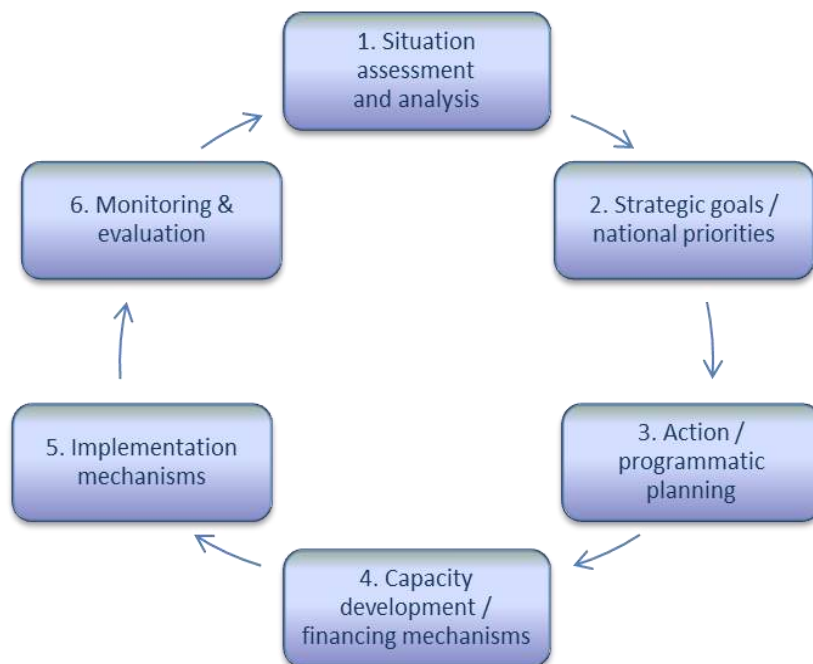 1. Situation
assessment
and analysis
2. Strategic goals /
national priorities
3. Action /
programmatic
planning
4. Capacity
development /
financing mechanisms
5. Implementation
mechanisms
6. Monitoring &
evaluation